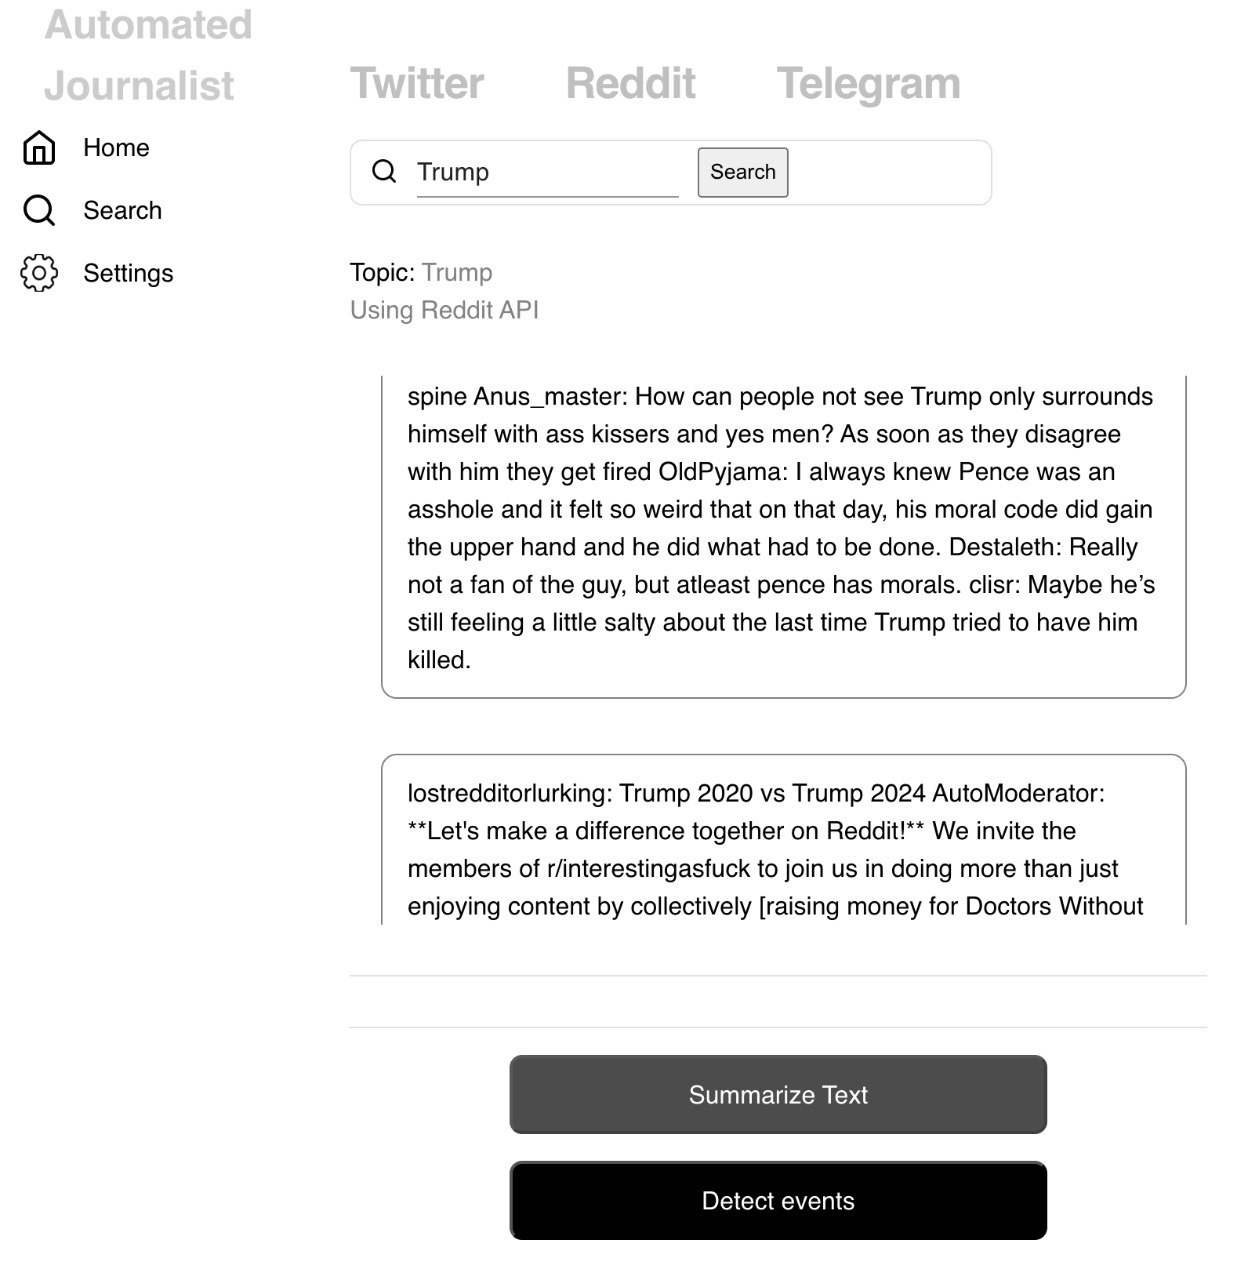 Automated
Journalist
Twitter Reddit Telegram
Home
Search
Settings
Trump Search
Topic: Trump
Using Reddit API
spine Anus_master: How can people not see Trump only surrounds
himself with ass kissers and yes men? As soon as they disagree
with him they get fired OldPyjama: I always knew Pence was an
asshole and it felt so weird that on that day, his moral code did gain
the upper hand and he did what had to be done. Destaleth: Really
not a fan of the guy, but atleast pence has morals. clisr: Maybe he’s
still feeling a little salty about the last time Trump tried to have him
killed.
lostredditorlurking: Trump 2020 vs Trump 2024 AutoModerator:
**Let's make a difference together on Reddit!** We invite the
members of r/interestingasfuck to join us in doing more than just
enjoying content by collectively [raising money for Doctors Without
Summarize Text
Detect events